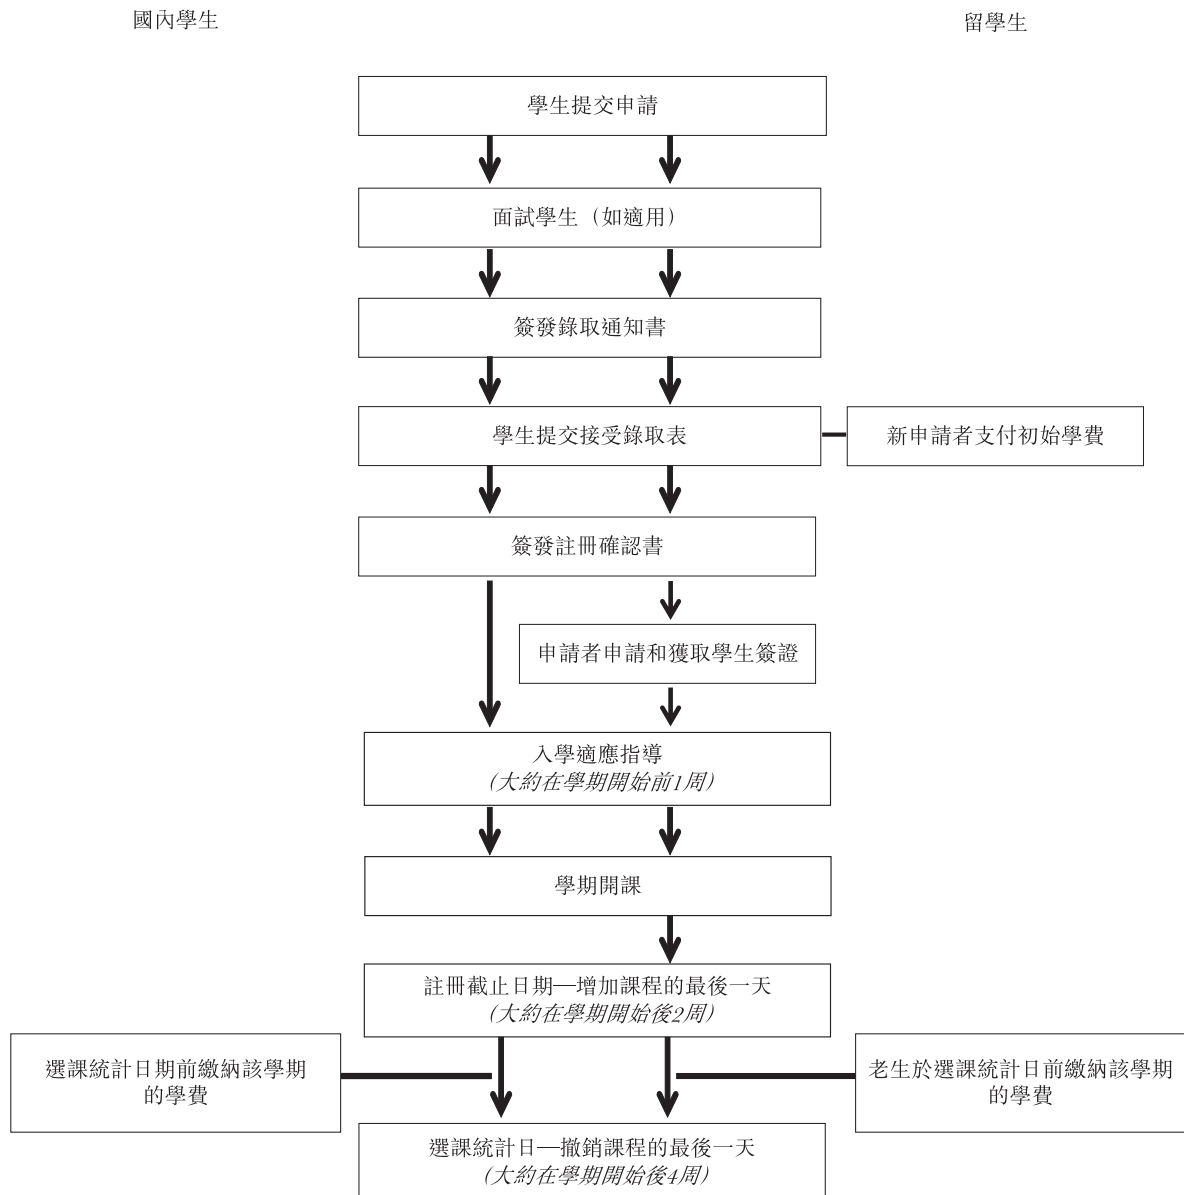 國內學生
留學生
學生提交申請
面試學生（如適用）
簽發錄取通知書
學生提交接受錄取表
新申請者支付初始學費
簽發註冊確認書
申請者申請和獲取學生簽證
入學適應指導
（大約在學期開始前1周）
學期開課
註冊截止日期—增加課程的最後一天
（大約在學期開始後2周）
選課統計日期前繳納該學期
的學費
老生於選課統計日前繳納該學期
的學費
選課統計日—撤銷課程的最後一天
（大約在學期開始後4周）